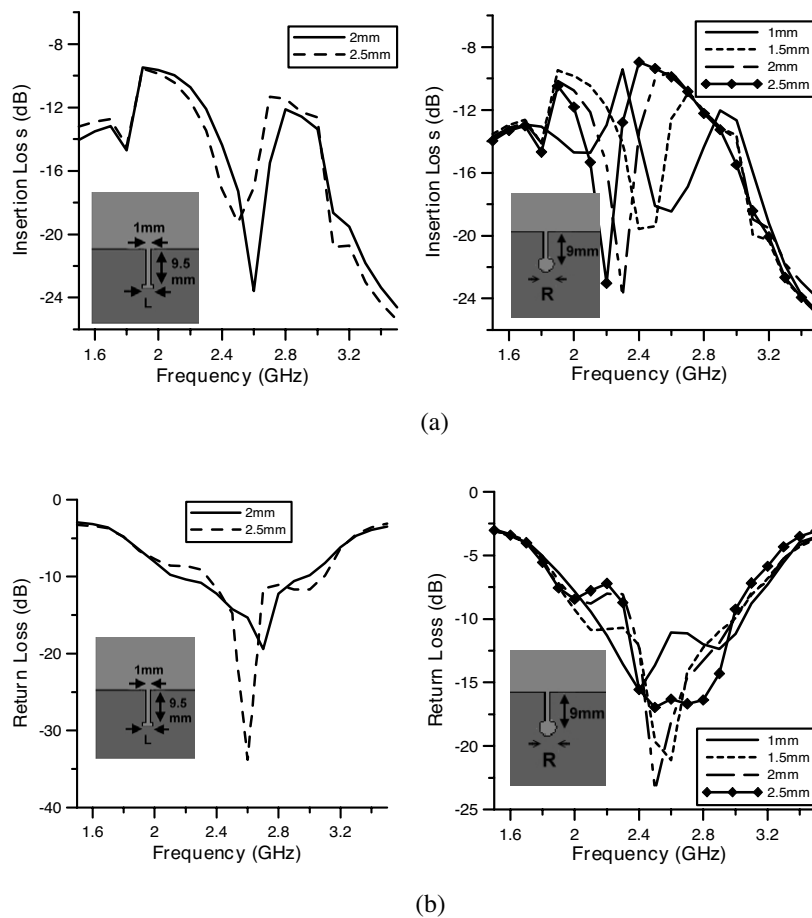 2mm
2.5mm
-4
-8
-12
-16
-20
-24
Insertion Los s (dB)
1mm
9.5
mm
L
1.6
2
2.4
2.8
3.2
Frequency (GHz)
1mm
1.5mm
2mm
2.5mm
-4
-8
-12
-16
-20
-24
Insertion Los s (dB)
9mm
R
1.6
2
2.4
2.8
3.2
Frequency (GHz)
(a)
2mm
2.5mm
0
-10
-20
-30
-40
Return Loss (dB)
1mm
9.5
mm
L
1.6
2
2.4
2.8
3.2
Frequency (GHz)
0
-5
-10
-15
-20
-25
Return Loss (dB)
9mm
R
1mm
1.5mm
2mm
2.5mm
1.6
2
2.4
2.8
3.2
Frequency (GHz)
(b)